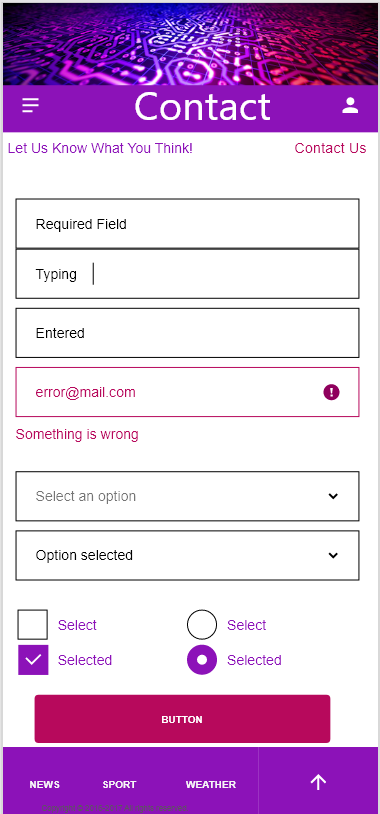 Contact
Let Us Know What You Think! Contact Us
Required Field
Typing
Entered
error@mail.com
Something is wrong
Select an option
Option selected
Select Select
Selected Selected
BUTTON
NEWS SPORT WEATHER
Copyright © 2015-2017 All rights reserved.